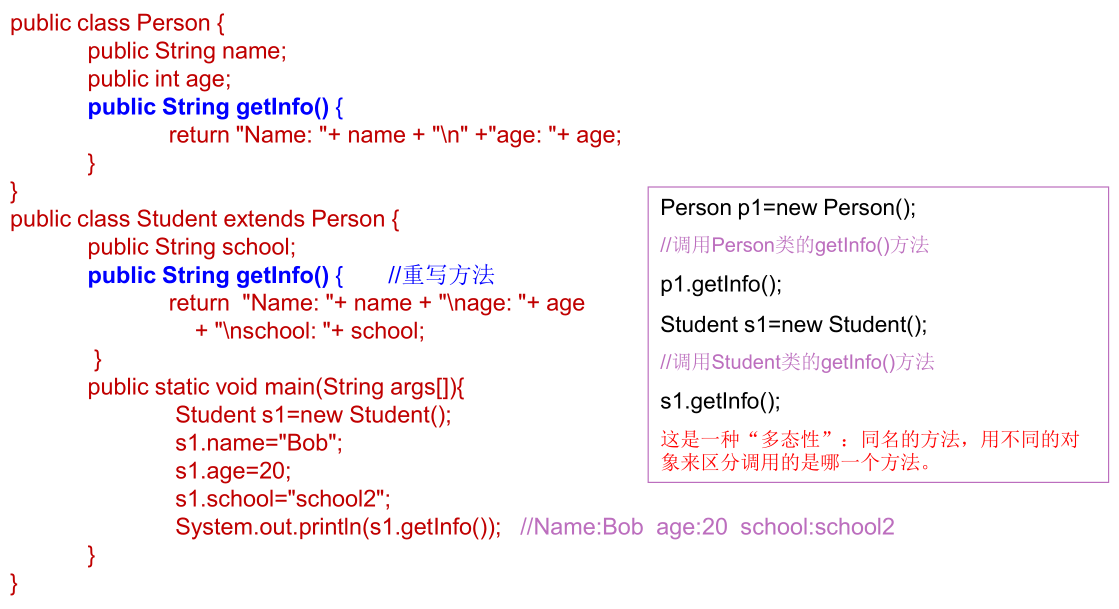 public class Person {
public String name;
public int age;
public String getInfo() {
return "Name: "+ name + "\n" +"age: "+ age;
}
}
public class Student extends Person {
public String school;
public String getInfo() { //重写方法
return "Name: "+ name + "\nage: "+ age
+ "\nschool: "+ school;
}
public static void main(String args[]){
Student s1=new Student();
s1.name="Bob";
s1.age=20;
s1.school="school2";
System.out.println(s1.getInfo()); //Name:Bob age:20 school:school2
}
}
Person p1=new Person();
//调用Person类的getInfo()方法
p1.getInfo();
Student s1=new Student();
//调用Student类的getInfo()方法
s1.getInfo();
这是一种“多态性”：同名的方法，用不同的对
象来区分调用的是哪一个方法。